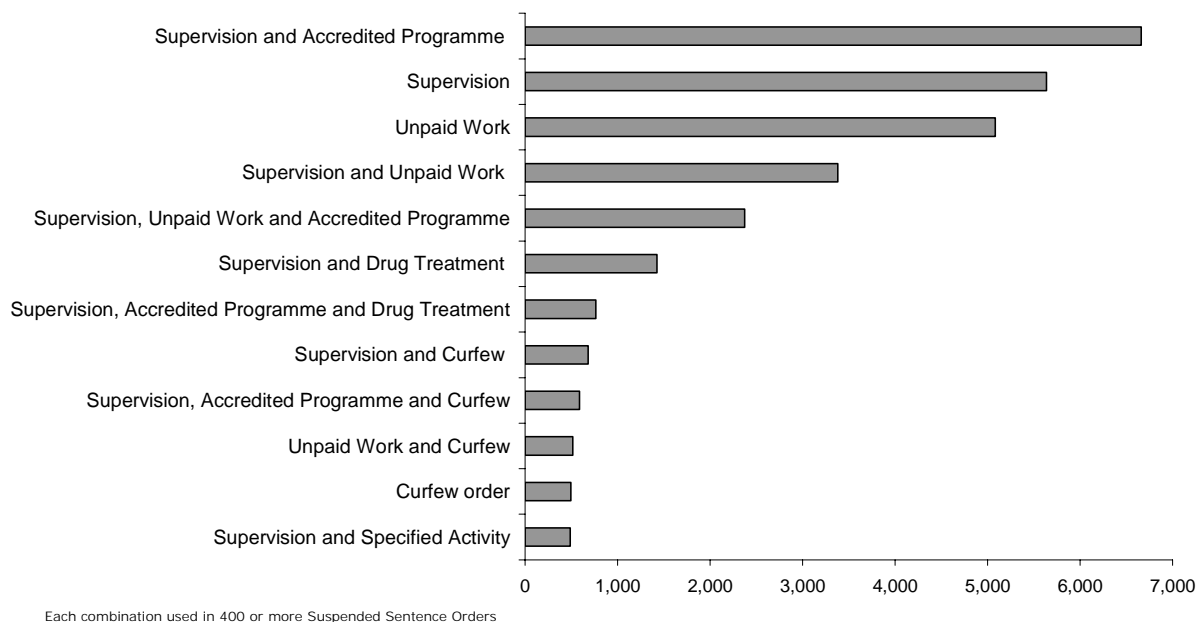 Supervision and Accredited Programme
Supervision
Unpaid Work
Supervision and Unpaid Work
Supervision, Unpaid Work and Accredited Programme
Supervision and Drug Treatment
Supervision, Accredited Programme and Drug Treatment
Supervision and Curfew
Supervision, Accredited Programme and Curfew
Unpaid Work and Curfew
Curfew order
Supervision and Specified Activity
0 1,000 2,000 3,000 4,000 5,000 6,000 7,000
Each combination used in 400 or more Suspended Sentence Orders